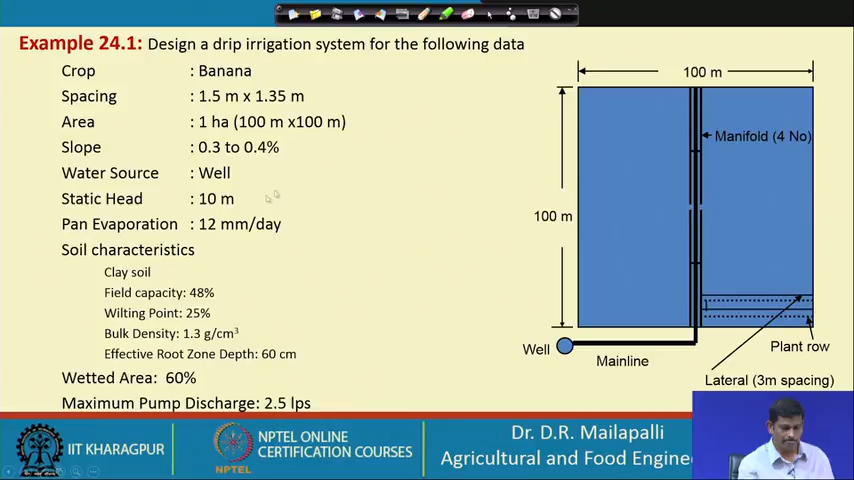 Example 24.1: Design a drip irrigation system for the following data
Crop : Banana
Spacing : 1.5 m x 1.35 m
Area : 1 ha (100 m x100 m)
Slope : 0.3 to 0.4%
Water Source : Well
Static Head : 10 m
Pan Evaporation : 12 mm/day
Soil characteristics
Clay soil
Field capacity: 48%
Wilting Point: 25%
Bulk Density: 1.3 g/cm³
Effective Root Zone Depth: 60 cm
Wetted Area: 60%
Maximum Pump Discharge: 2.5 lps
100 m
Manifold (4 No)
100 m
Well
Mainline
Plant row
Lateral (3m spacing)
IIT KHARAGPUR
NPTEL
NPTEL ONLINE
CERTIFICATION COURSES
Dr. D.R. Mailapalli
Agricultural and Food Enginee